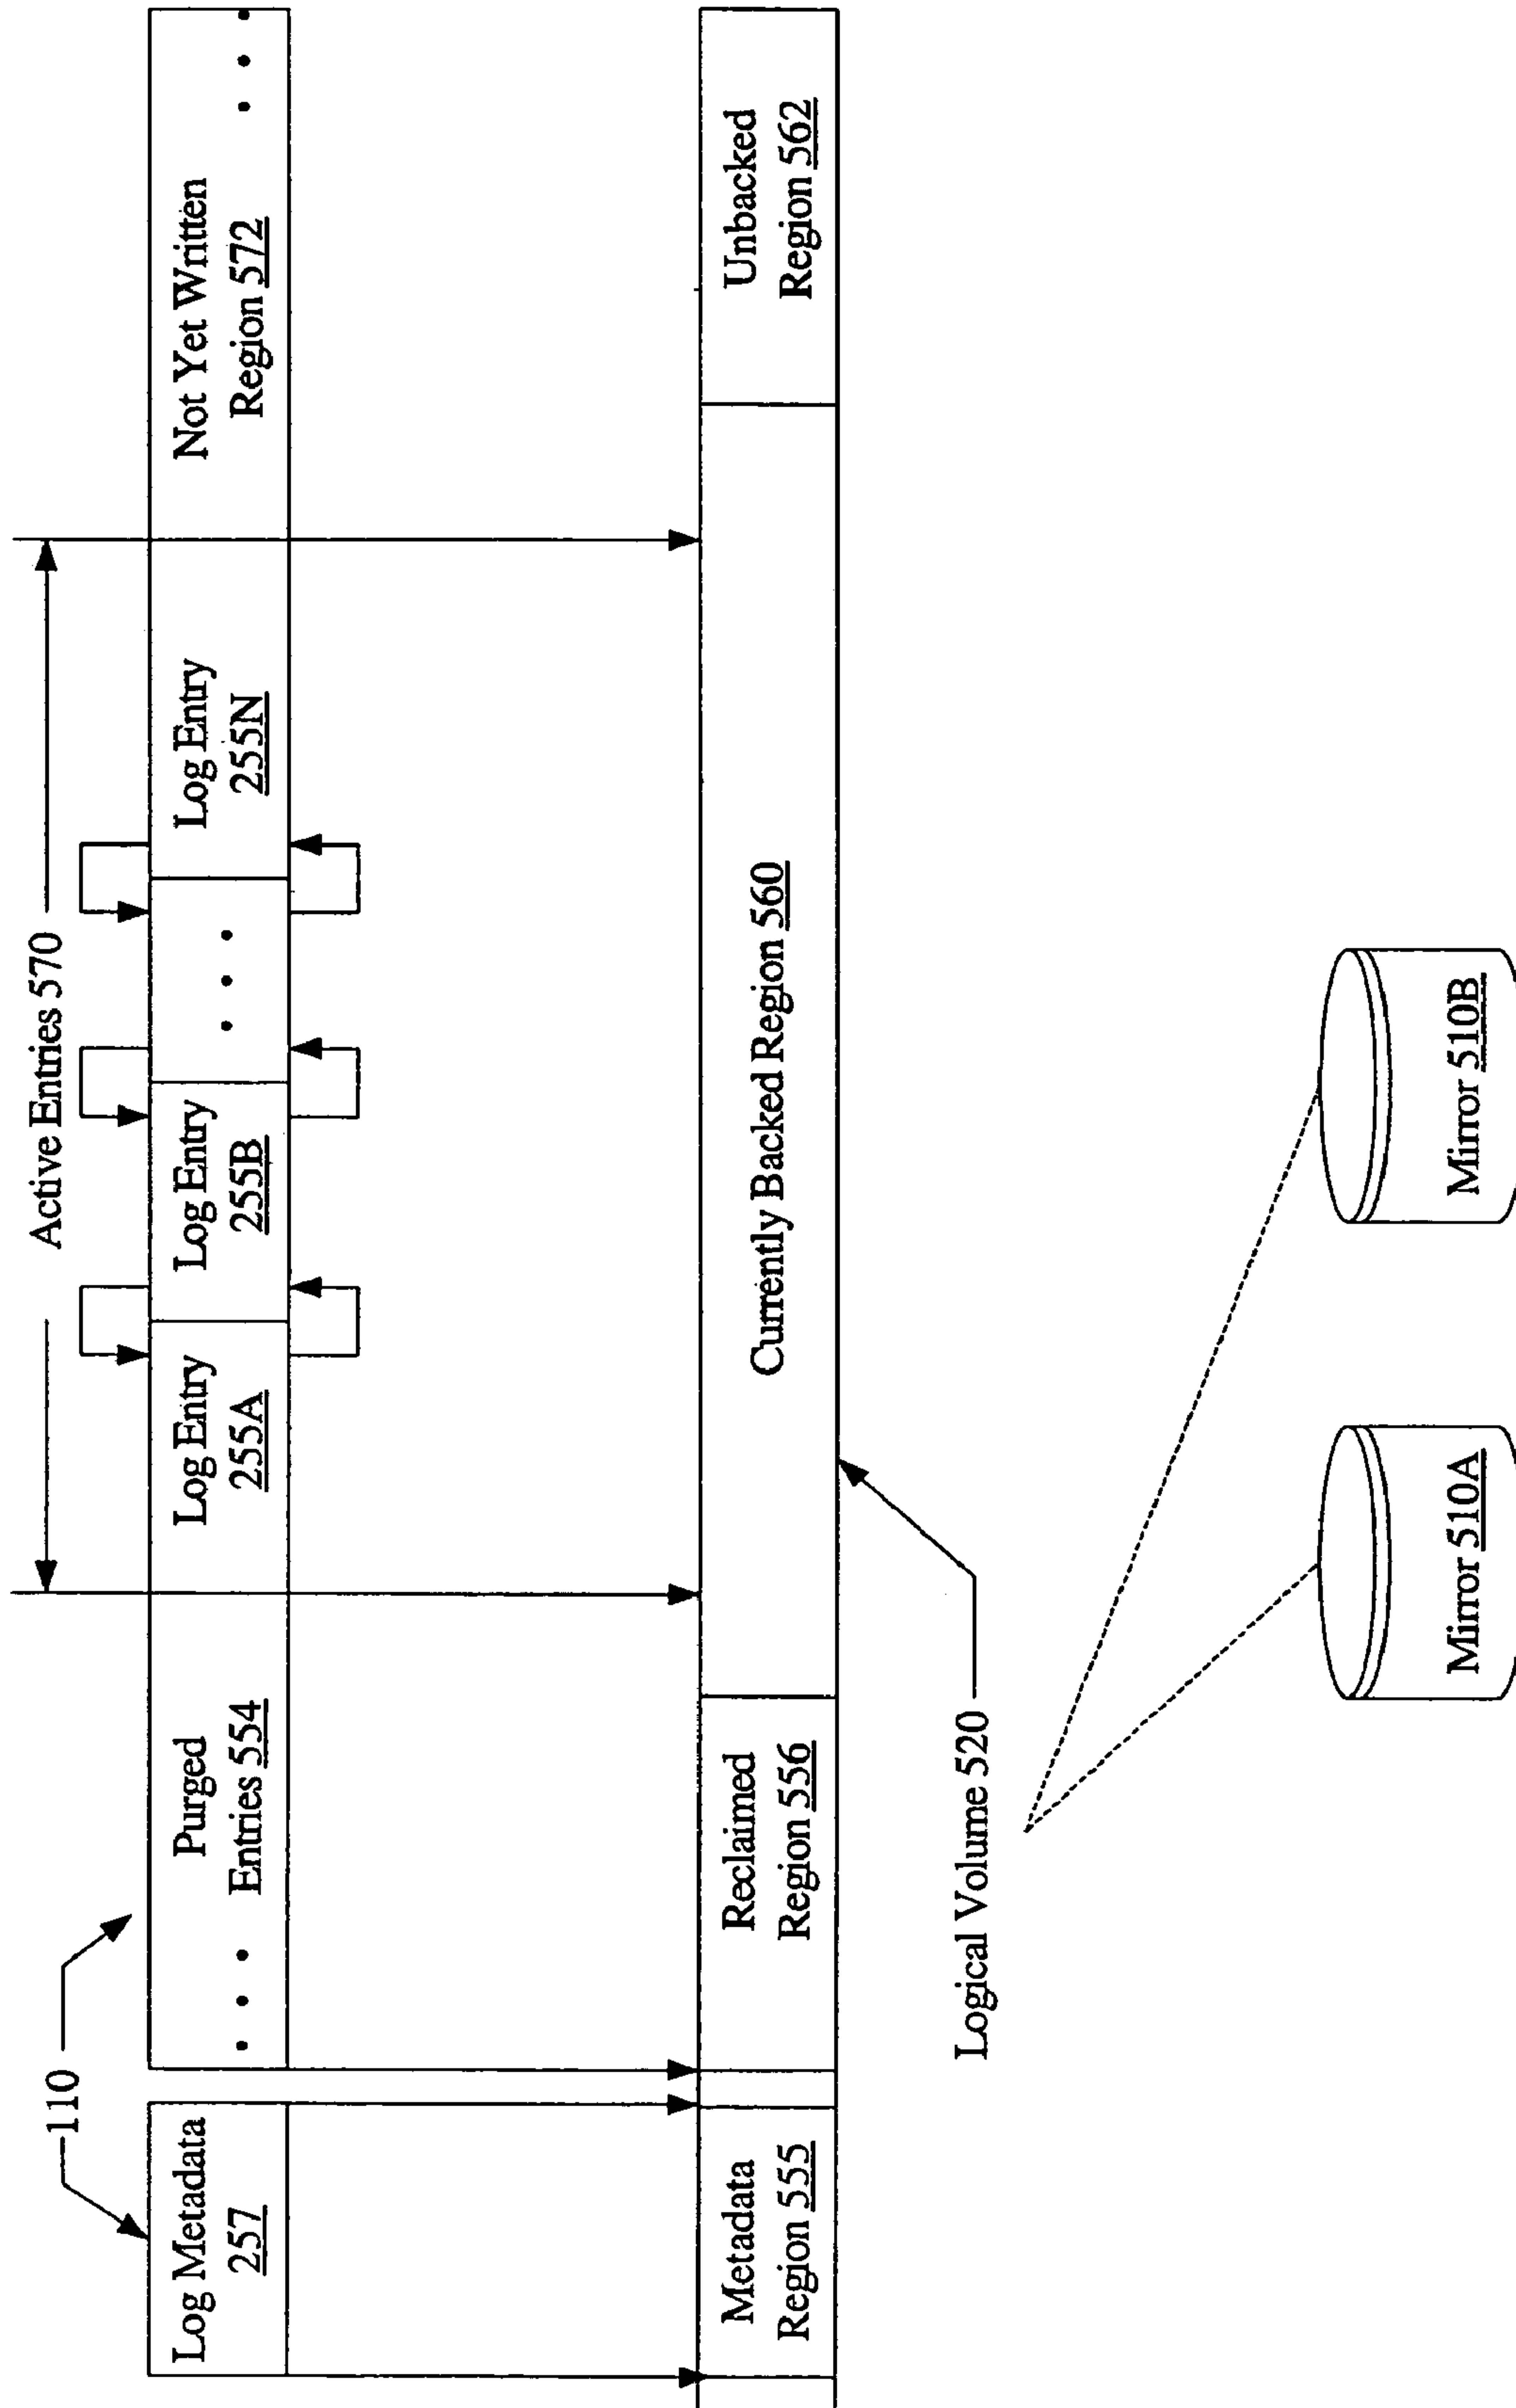 110
Active Entries 570
Log Metadata
257
Purged
Entries 554
Log Entry
255A
Log Entry
255B
Log Entry
255N
Not Yet Written
Region 572
Metadata
Region 555
Reclaimed
Region 556
Currently Backed Region 560
Unbacked
Region 562
Logical Volume 520
Mirror 510A
Mirror 510B